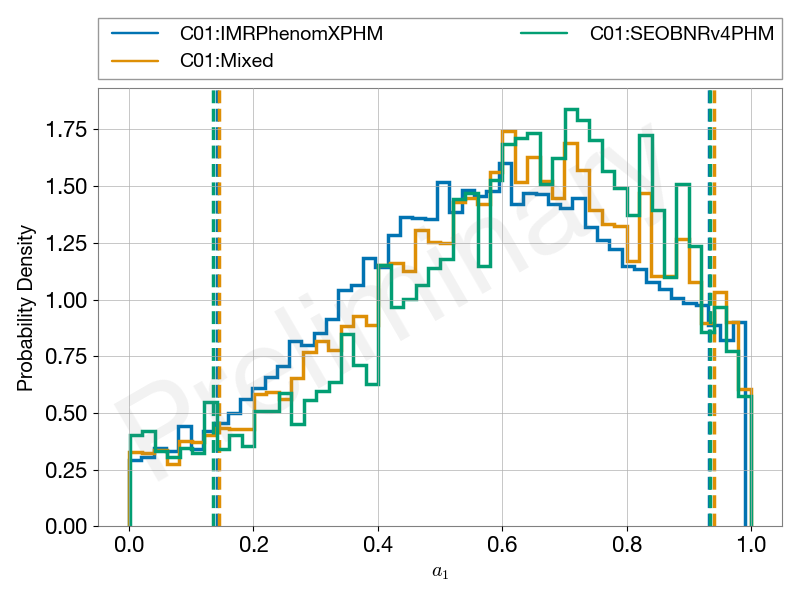 C01:IMRPhenomXPHM
C01:Mixed
C01:SEOBNRv4PHM
Probability Density
1.75
1.50
1.25
1.00
0.75
0.50
0.25
0.00
Preliminary
0.0 0.2 0.4 0.6 0.8 1.0
a₁